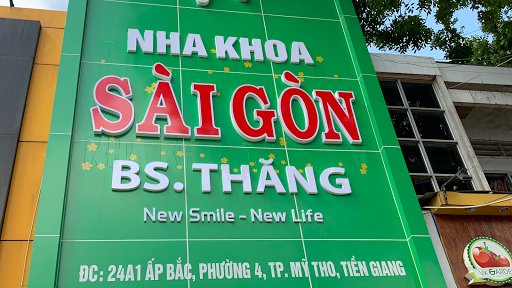 NHA KHOA
SÀI GÒN
BS. THĂNG
New Smile - New Life
ĐC: 24A1 ẤP BẮC, PHƯỜNG 4, TP. MỸ THO, TIỀN GIANG